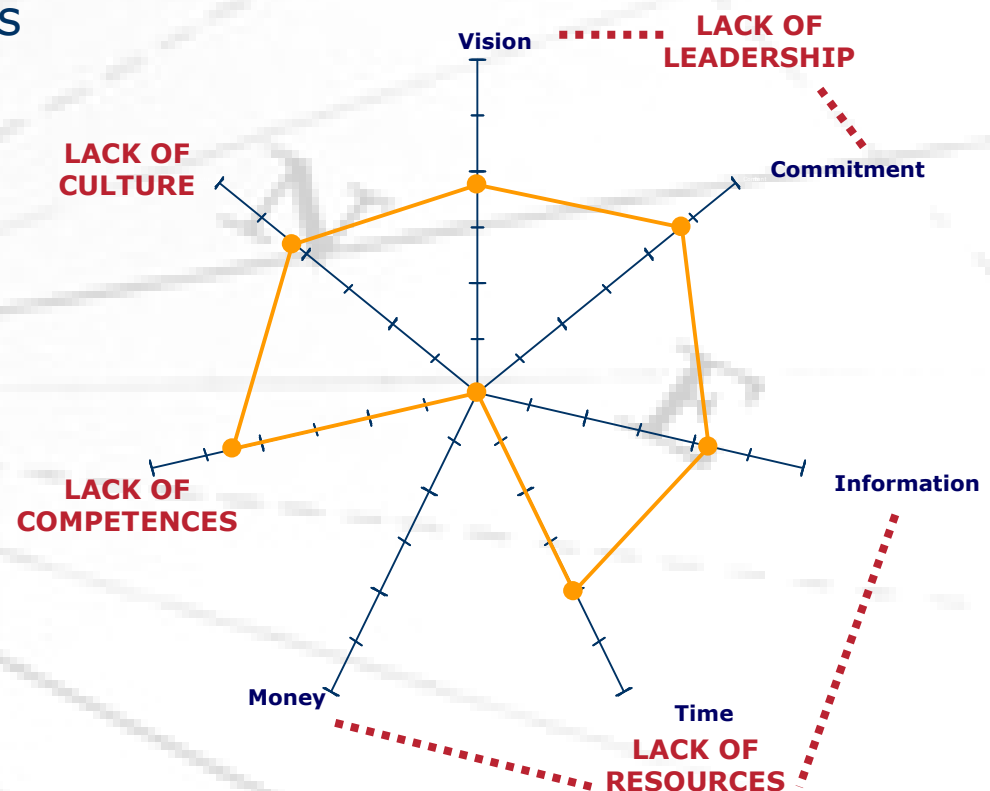 s
Vision
LACK OF
LEADERSHIP
LACK OF
CULTURE
Commitment
Information
LACK OF
COMPETENCES
Money
Time
LACK OF
RESOURCES